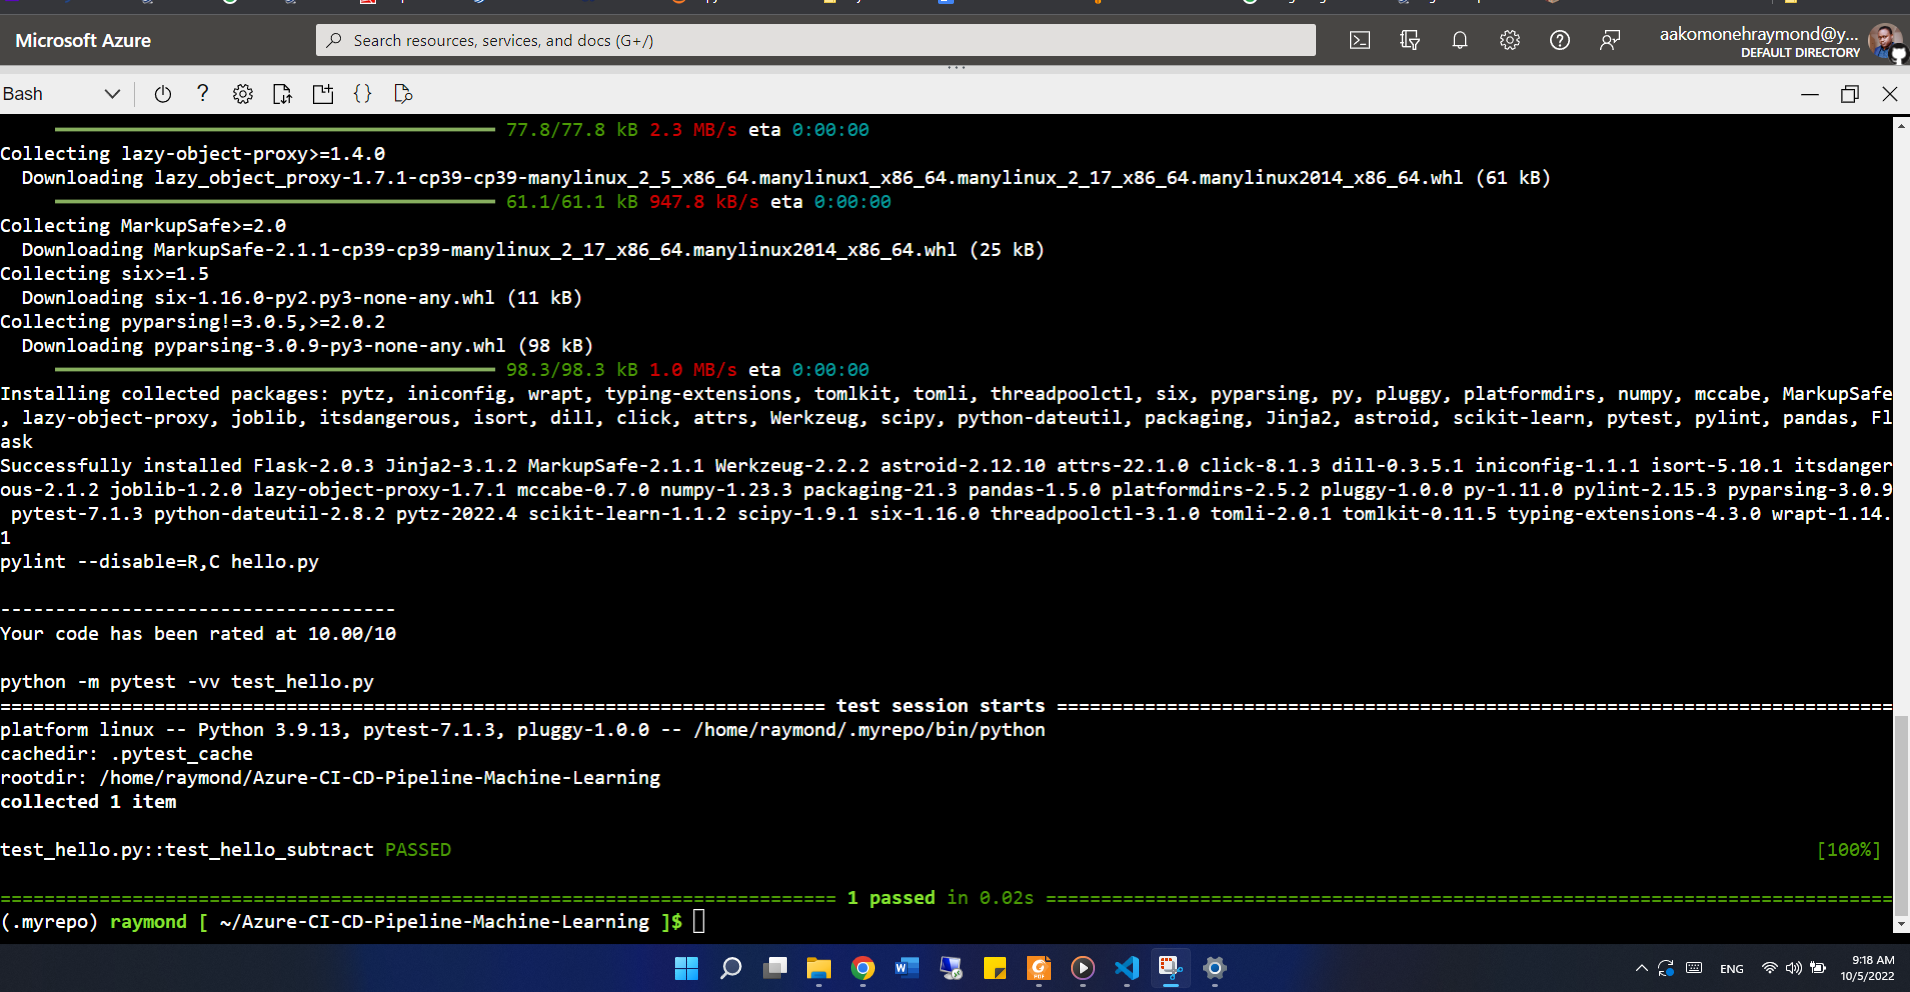 Microsoft Azure
Search resources, services, and docs (G+/)
aakomonehraymond@y...
DEFAULT DIRECTORY
Bash
77.8/77.8 kB 2.3 MB/s eta 0:00:00
Collecting lazy-object-proxy>=1.4.0
Downloading lazy_object_proxy-1.7.1-cp39-cp39-manylinux_2_5_x86_64.manylinux1_x86_64.manylinux_2_17_x86_64.manylinux2014_x86_64.whl (61 kB)
61.1/61.1 kB 947.8 kB/s eta 0:00:00
Collecting MarkupSafe>=2.0
Downloading MarkupSafe-2.1.1-cp39-cp39-manylinux_2_17_x86_64.manylinux2014_x86_64.whl (25 kB)
Collecting six>=1.5
Downloading six-1.16.0-py2.py3-none-any.whl (11 kB)
Collecting pyparsing!=3.0.5,>=2.0.2
Downloading pyparsing-3.0.9-py3-none-any.whl (98 kB)
98.3/98.3 kB 1.0 MB/s eta 0:00:00
Installing collected packages: pytz, iniconfig, wrapt, typing-extensions, tomlkit, tomli, threadpoolctl, six, pyparsing, py, pluggy, platformdirs, numpy, mccabe, MarkupSafe
, lazy-object-proxy, joblib, itsdangerous, isort, dill, click, attrs, Werkzeug, scipy, python-dateutil, packaging, Jinja2, astroid, scikit-learn, pytest, pylint, pandas, Fl
ask
Successfully installed Flask-2.0.3 Jinja2-3.1.2 MarkupSafe-2.1.1 Werkzeug-2.2.2 astroid-2.12.10 attrs-22.1.0 click-8.1.3 dill-0.3.5.1 iniconfig-1.1.1 isort-5.10.1 itsdanger
ous-2.1.2 joblib-1.2.0 lazy-object-proxy-1.7.1 mccabe-0.7.0 numpy-1.23.3 packaging-21.3 pandas-1.5.0 platformdirs-2.5.2 pluggy-1.0.0 py-1.11.0 pylint-2.15.3 pyparsing-3.0.9
pytest-7.1.3 python-dateutil-2.8.2 pytz-2022.4 scikit-learn-1.1.2 scipy-1.9.1 six-1.16.0 threadpoolctl-3.1.0 tomli-2.0.1 tomlkit-0.11.5 typing-extensions-4.3.0 wrapt-1.14.
1
pylint --disable=R,C hello.py
------------------------------------
Your code has been rated at 10.00/10
python -m pytest -vv test_hello.py
=========================================================================== test session starts ============================================================================
platform linux -- Python 3.9.13, pytest-7.1.3, pluggy-1.0.0 -- /home/raymond/.myrepo/bin/python
cachedir: .pytest_cache
rootdir: /home/raymond/Azure-CI-CD-Pipeline-Machine-Learning
collected 1 item
test_hello.py::test_hello_subtract PASSED [100%]
============================================================================ 1 passed in 0.02s =============================================================================
(.myrepo) raymond [ ~/Azure-CI-CD-Pipeline-Machine-Learning ]$
ENG
9:18 AM
10/5/2022